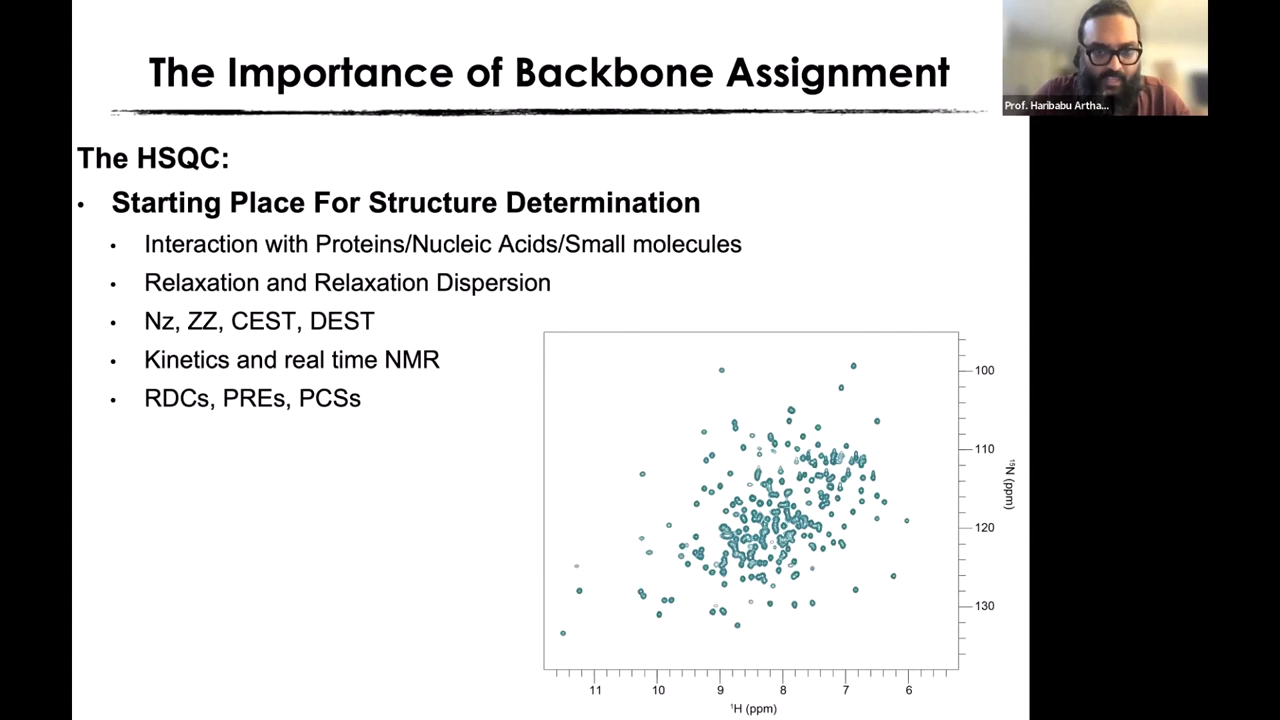 The Importance of Backbone Assignment
Prof. Haribabu Artha...
The HSQC:
• Starting Place For Structure Determination
• Interaction with Proteins/Nucleic Acids/Small molecules
• Relaxation and Relaxation Dispersion
• Nz, ZZ, CEST, DEST
• Kinetics and real time NMR
• RDCs, PREs, PCSs
100
110
120
130
¹⁵N (ppm)
11 10 9 8 7 6
¹H (ppm)